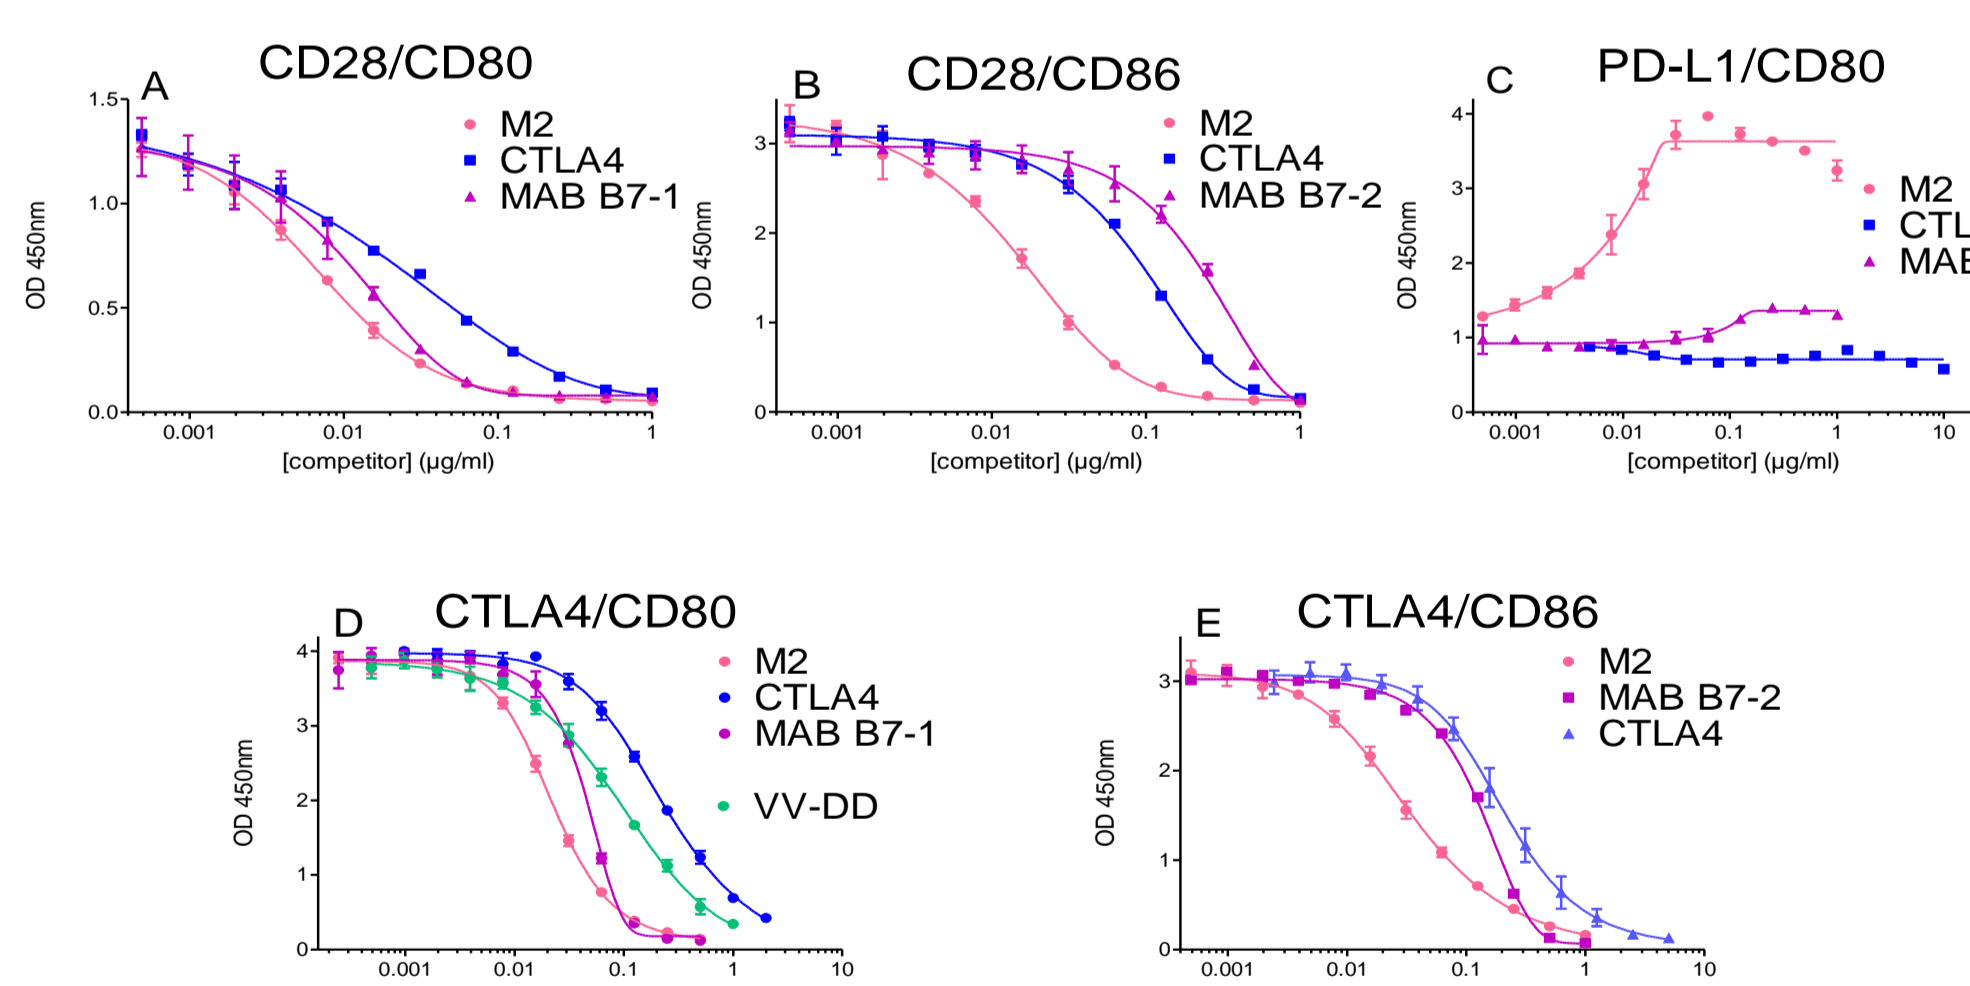 A CD28/CD80
M2
CTLA4
MAB B7-1
OD 450nm
1.5
1.0
0.5
0.0
0.001 0.01 0.1 1
[competitor] (µg/ml)
B CD28/CD86
M2
CTLA4
MAB B7-2
OD 450nm
3
2
1
0
0.001 0.01 0.1 1
[competitor] (µg/ml)
C PD-L1/CD80
M2
CTL
MAB
OD 450nm
4
3
2
1
0
0.001 0.01 0.1 1 10
[competitor] (µg/ml)
D CTLA4/CD80
M2
CTLA4
MAB B7-1
VV-DD
OD 450nm
4
3
2
1
0
0.001 0.01 0.1 1 10
E CTLA4/CD86
M2
MAB B7-2
CTLA4
OD 450nm
3
2
1
0
0.001 0.01 0.1 1 10